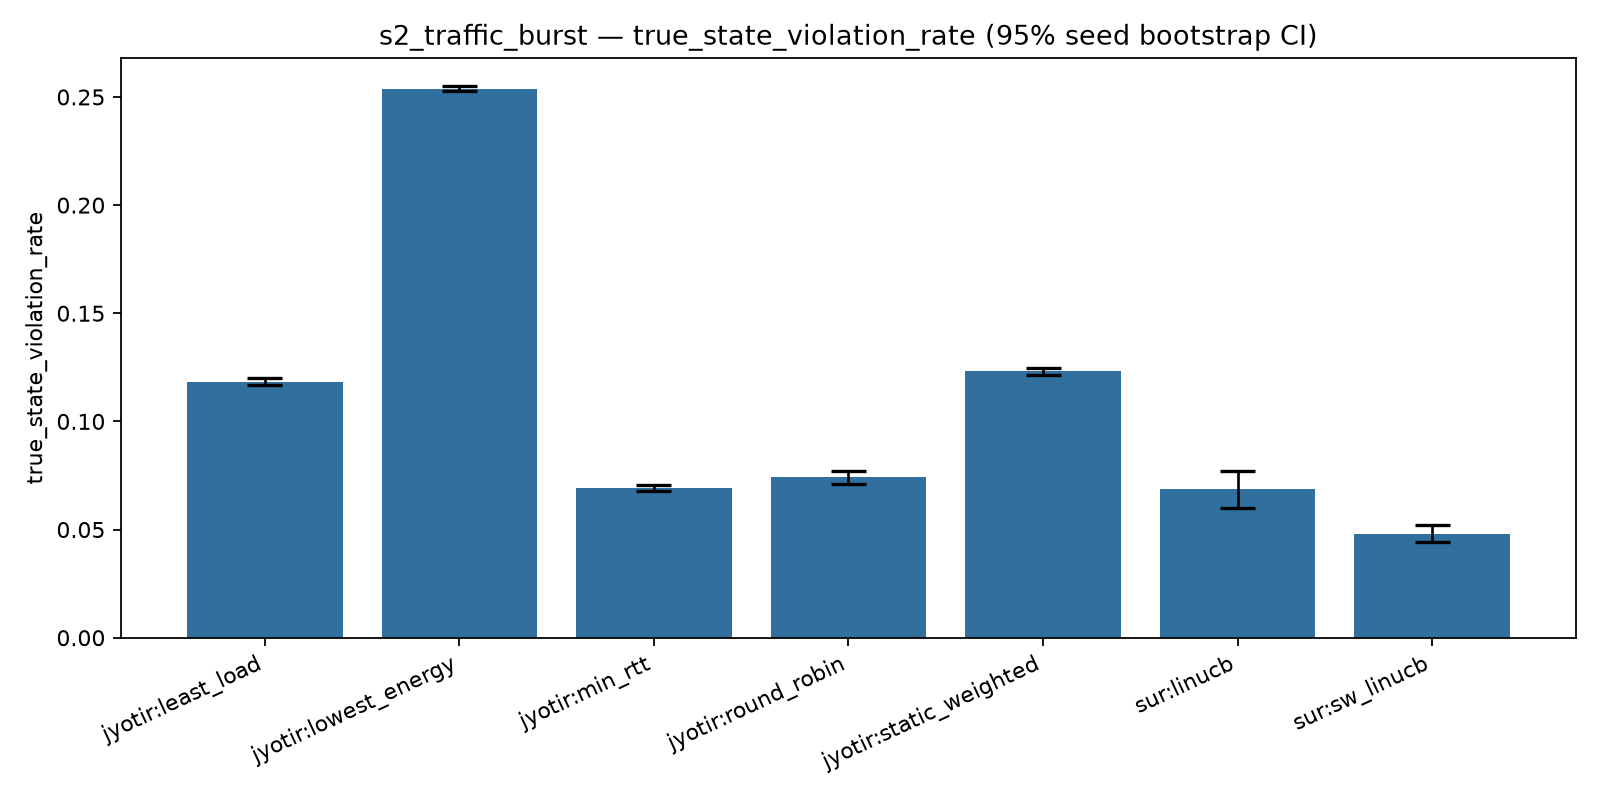 s2_traffic_burst — true_state_violation_rate (95% seed bootstrap CI)
true_state_violation_rate
0.25
0.20
0.15
0.10
0.05
0.00
jyotir:least_load
jyotir:lowest_energy
jyotir:min_rtt
jyotir:round_robin
jyotir:static_weighted
sur:linucb
sur:sw_linucb